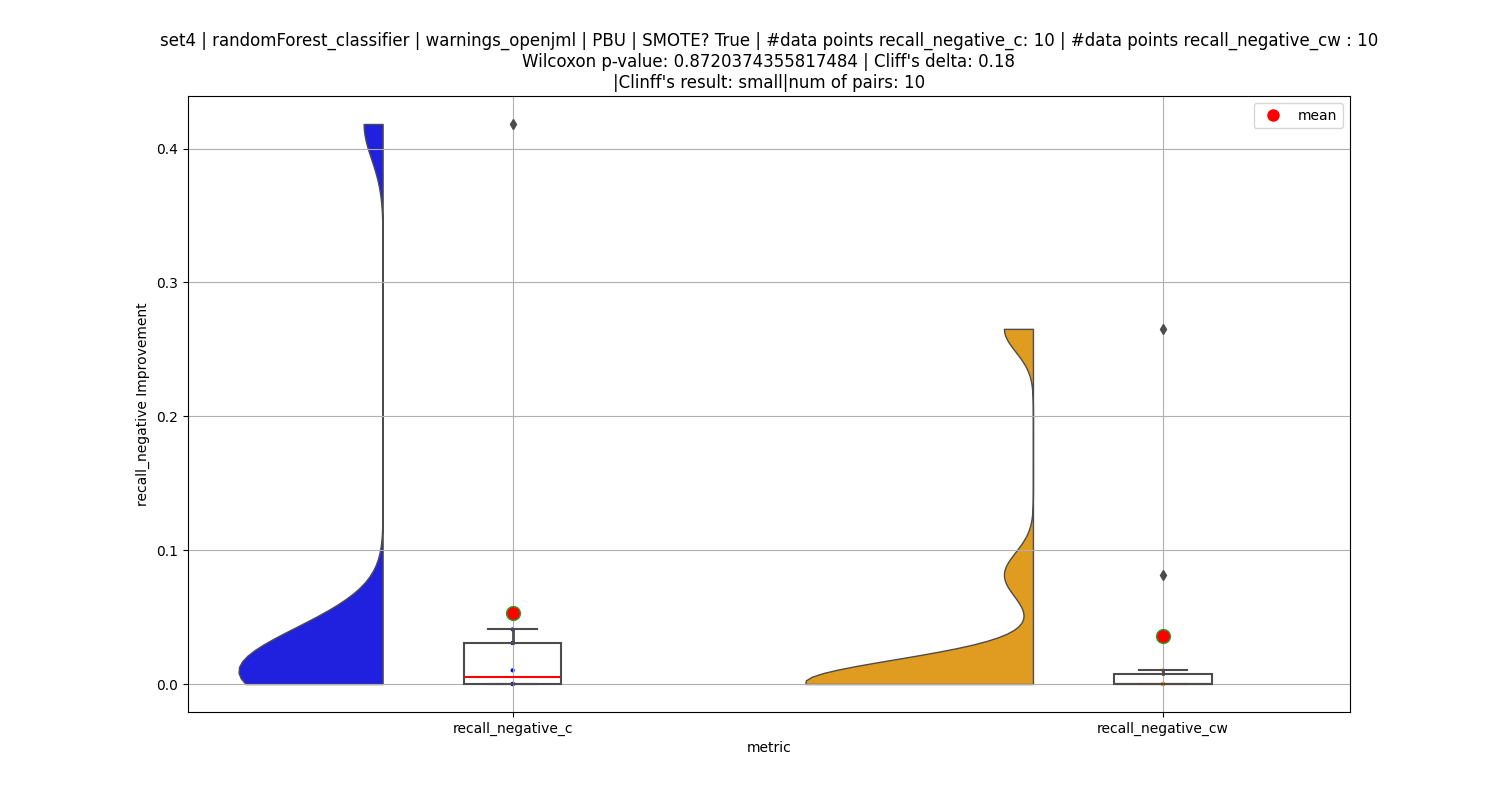 set4 | randomForest_classifier | warnings_openjml | PBU | SMOTE? True | #data points recall_negative_c: 10 | #data points recall_negative_cw : 10
Wilcoxon p-value: 0.8720374355817484 | Cliff's delta: 0.18
|Clinff's result: small|num of pairs: 10
mean
0.4
0.3
0.2
0.1
0.0
recall_negative Improvement
recall_negative_c
recall_negative_cw
metric